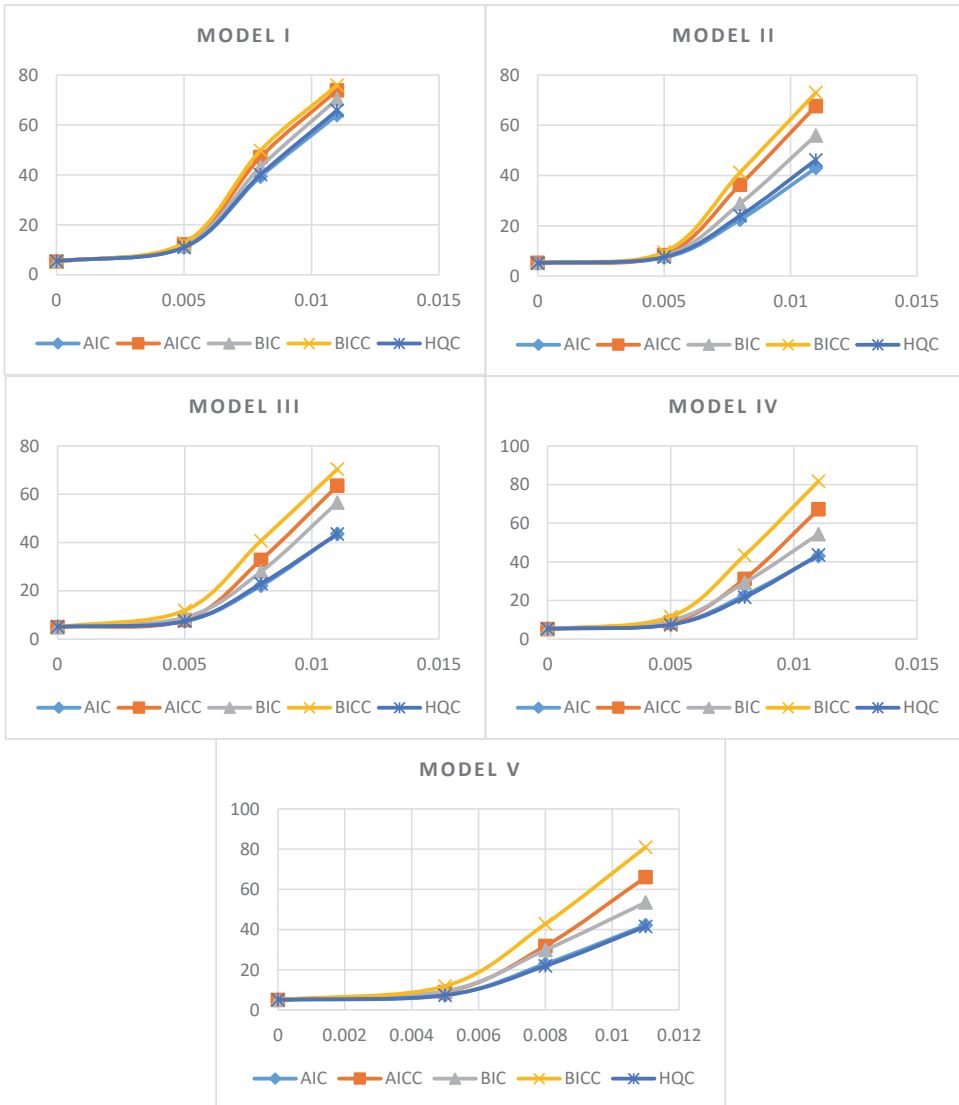 MODEL I
80
60
40
20
0
0 0.005 0.01 0.015
AIC AICC BIC BICC HQC
MODEL II
80
60
40
20
0
0 0.005 0.01 0.015
AIC AICC BIC BICC HQC
MODEL III
80
60
40
20
0
0 0.005 0.01 0.015
AIC AICC BIC BICC HQC
MODEL IV
100
80
60
40
20
0
0 0.005 0.01 0.015
AIC AICC BIC BICC HQC
MODEL V
100
80
60
40
20
0
0 0.002 0.004 0.006 0.008 0.01 0.012
AIC AICC BIC BICC HQC